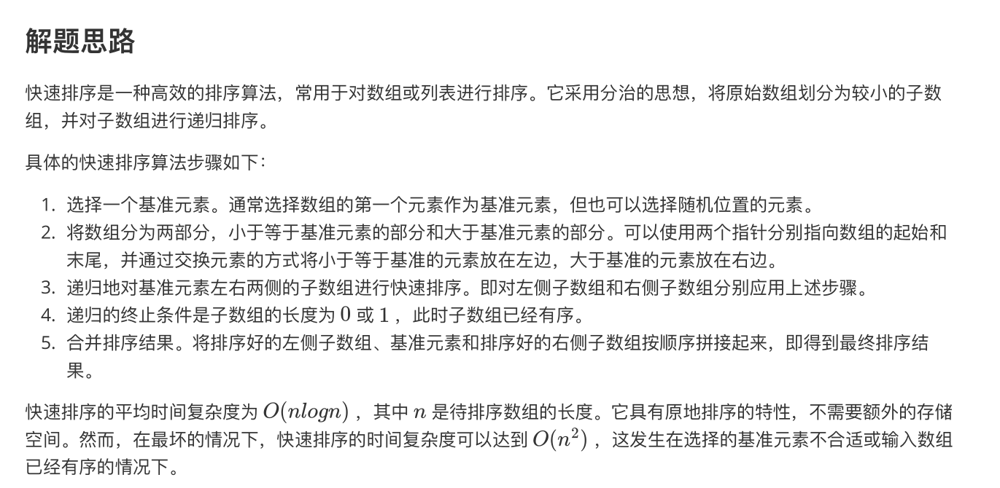 解题思路
快速排序是一种高效的排序算法，常用于对数组或列表进行排序。它采用分治的思想，将原始数组划分为较小的子数
组，并对子数组进行递归排序。
具体的快速排序算法步骤如下：
1. 选择一个基准元素。通常选择数组的第一个元素作为基准元素，但也可以选择随机位置的元素。
2. 将数组分为两部分，小于等于基准元素的部分和大于基准元素的部分。可以使用两个指针分别指向数组的起始和
末尾，并通过交换元素的方式将小于等于基准的元素放在左边，大于基准的元素放在右边。
3. 递归地对基准元素左右两侧的子数组进行快速排序。即对左侧子数组和右侧子数组分别应用上述步骤。
4. 递归的终止条件是子数组的长度为 0 或 1 ，此时子数组已经有序。
5. 合并排序结果。将排序好的左侧子数组、基准元素和排序好的右侧子数组按顺序拼接起来，即得到最终排序结
果。
快速排序的平均时间复杂度为 O(nlogn) ，其中 n 是待排序数组的长度。它具有原地排序的特性，不需要额外的存储
空间。然而，在最坏的情况下，快速排序的时间复杂度可以达到 O(n²) ，这发生在选择的基准元素不合适或输入数组
已经有序的情况下。